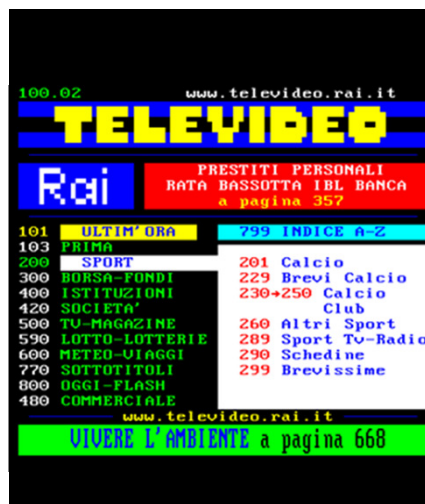 100.02 www.televideo.rai.it
TELEVIDEO
Rai
PRESTITI PERSONALI
RATA BASSOTTA IBL BANCA
a pagina 357
101 ULTIM'ORA 799 INDICE A-Z
103 PRIMA
200 SPORT 201 Calcio
300 BORSA-FONDI 229 Brevi Calcio
400 ISTITUZIONI 230→250 Calcio
420 SOCIETA' Club
500 TV-MAGAZINE 260 Altri Sport
590 LOTTO-LOTTERIE 289 Sport Tv-Radio
600 METEO-VIAGGI 290 Schedine
770 SOTTOTITOLI 299 Brevissime
800 OGGI-FLASH
480 COMMERCIALE
www.televideo.rai.it
VIVERE L'AMBIENTE a pagina 668